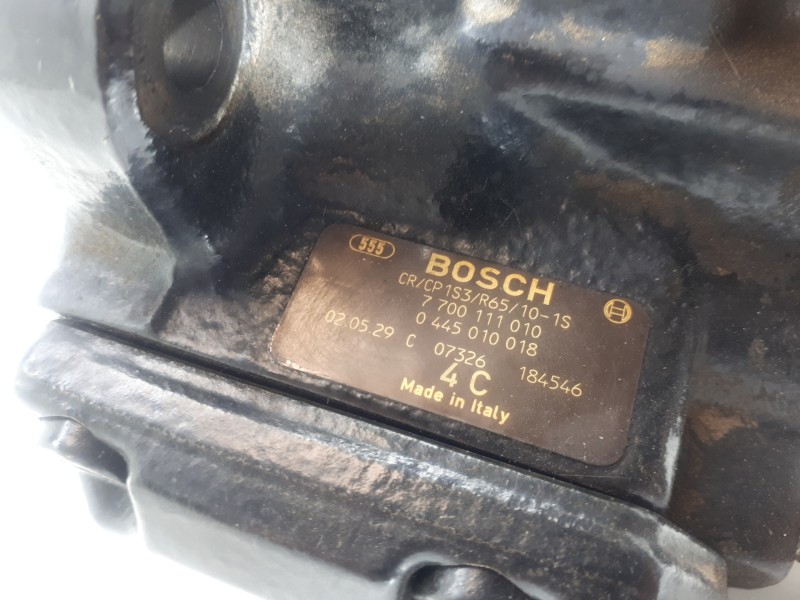 555
BOSCH
CR/CP1S3/R65/10-1S
7 700 111 010
0 445 010 018
02.05.29 C 07326 184546
4 C
Made in Italy